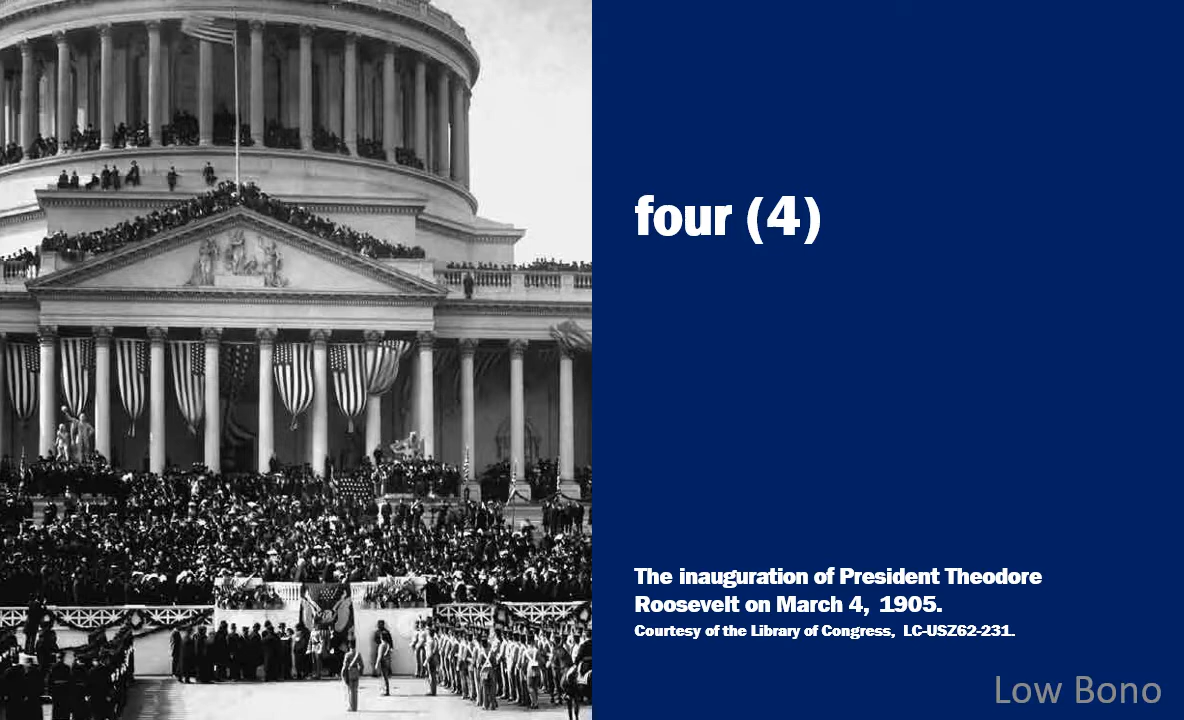 four (4)
The inauguration of President Theodore
Roosevelt on March 4, 1905.
Courtesy of the Library of Congress, LC-USZ62-231.
Low Bono